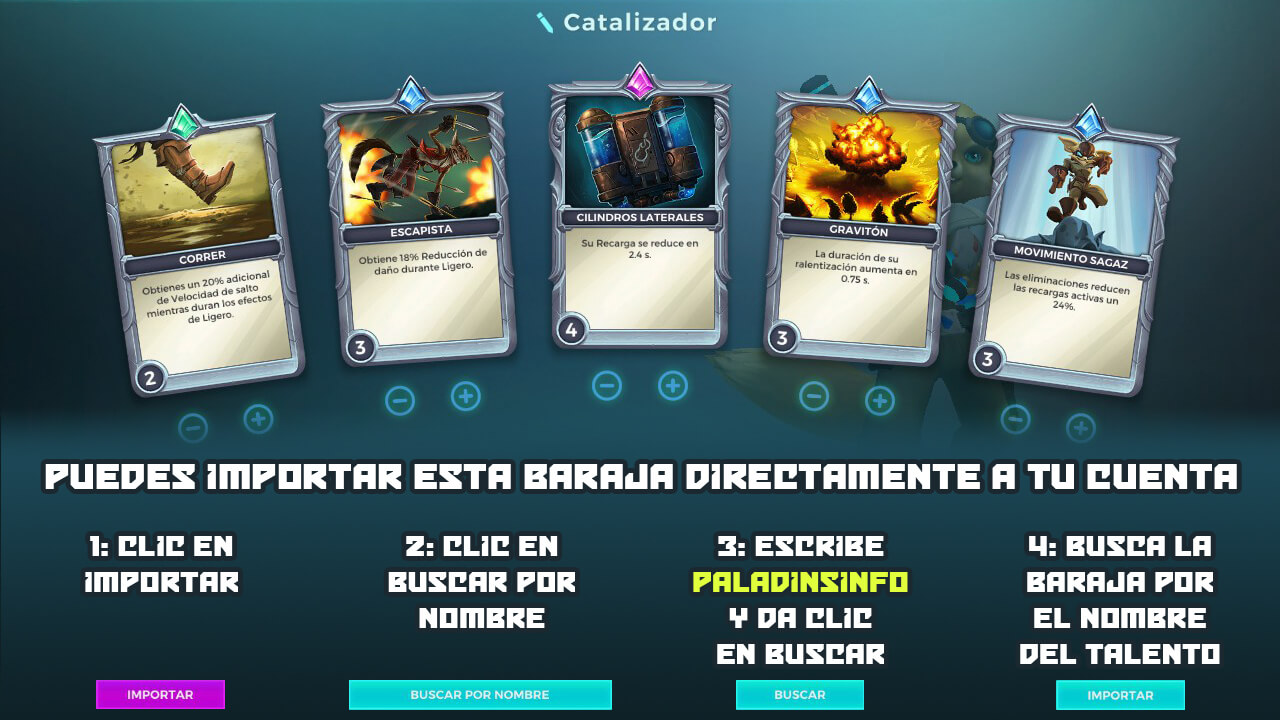 Catalizador
CORRER
Obtienes un 20% adicional
de Velocidad de salto
mientras duran los efectos
de Ligero.
2
ESCAPISTA
Obtiene 18% Reducción de
daño durante Ligero.
3
CILINDROS LATERALES
Su Recarga se reduce en
2.4 s.
4
GRAVITÓN
La duración de su
ralentización aumenta en
0.75 s.
3
MOVIMIENTO SAGAZ
Las eliminaciones reducen
las recargas activas un
24%.
3
PUEDES IMPORTAR ESTA BARAJA DIRECTAMENTE A TU CUENTA
1: CLIC EN
IMPORTAR
IMPORTAR
2: CLIC EN
BUSCAR POR
NOMBRE
BUSCAR POR NOMBRE
3: ESCRIBE
PALADINSINFO
Y DA CLIC
EN BUSCAR
BUSCAR
4: BUSCA LA
BARAJA POR
EL NOMBRE
DEL TALENTO
IMPORTAR